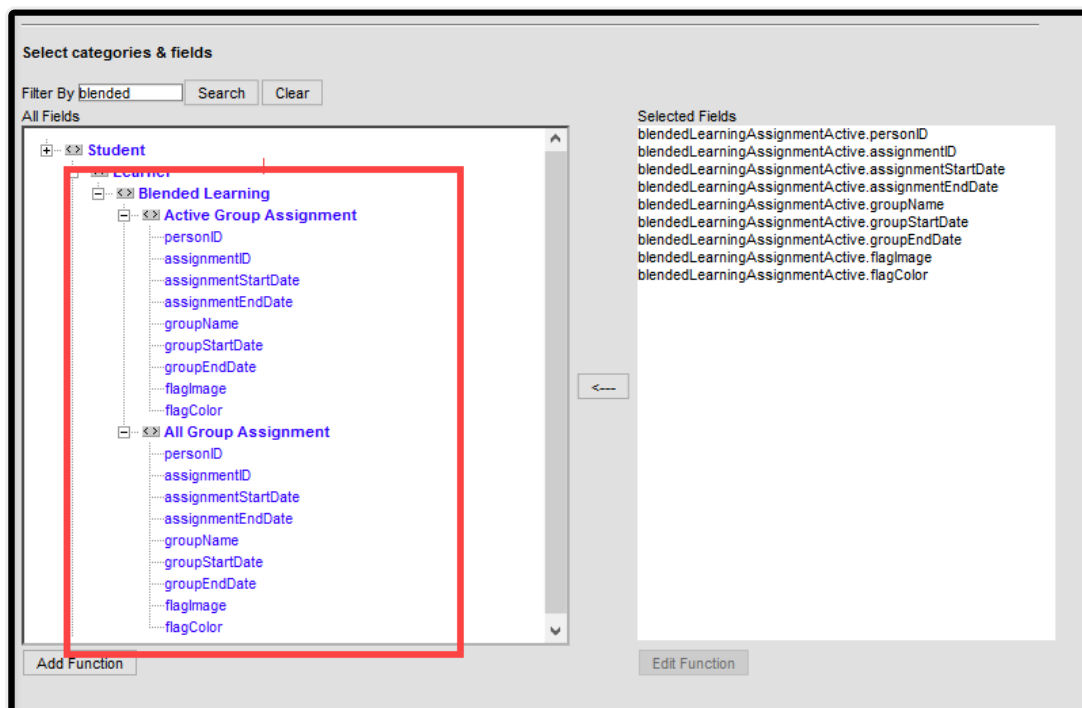 Select categories & fields
Filter By blended Search Clear
All Fields
Student
Learner
Blended Learning
Active Group Assignment
personID
assignmentID
assignmentStartDate
assignmentEndDate
groupName
groupStartDate
groupEndDate
flagImage
flagColor
All Group Assignment
personID
assignmentID
assignmentStartDate
assignmentEndDate
groupName
groupStartDate
groupEndDate
flagImage
flagColor
Add Function
<---
Selected Fields
blendedLearningAssignmentActive.personID
blendedLearningAssignmentActive.assignmentID
blendedLearningAssignmentActive.assignmentStartDate
blendedLearningAssignmentActive.assignmentEndDate
blendedLearningAssignmentActive.groupName
blendedLearningAssignmentActive.groupStartDate
blendedLearningAssignmentActive.groupEndDate
blendedLearningAssignmentActive.flagImage
blendedLearningAssignmentActive.flagColor
Edit Function